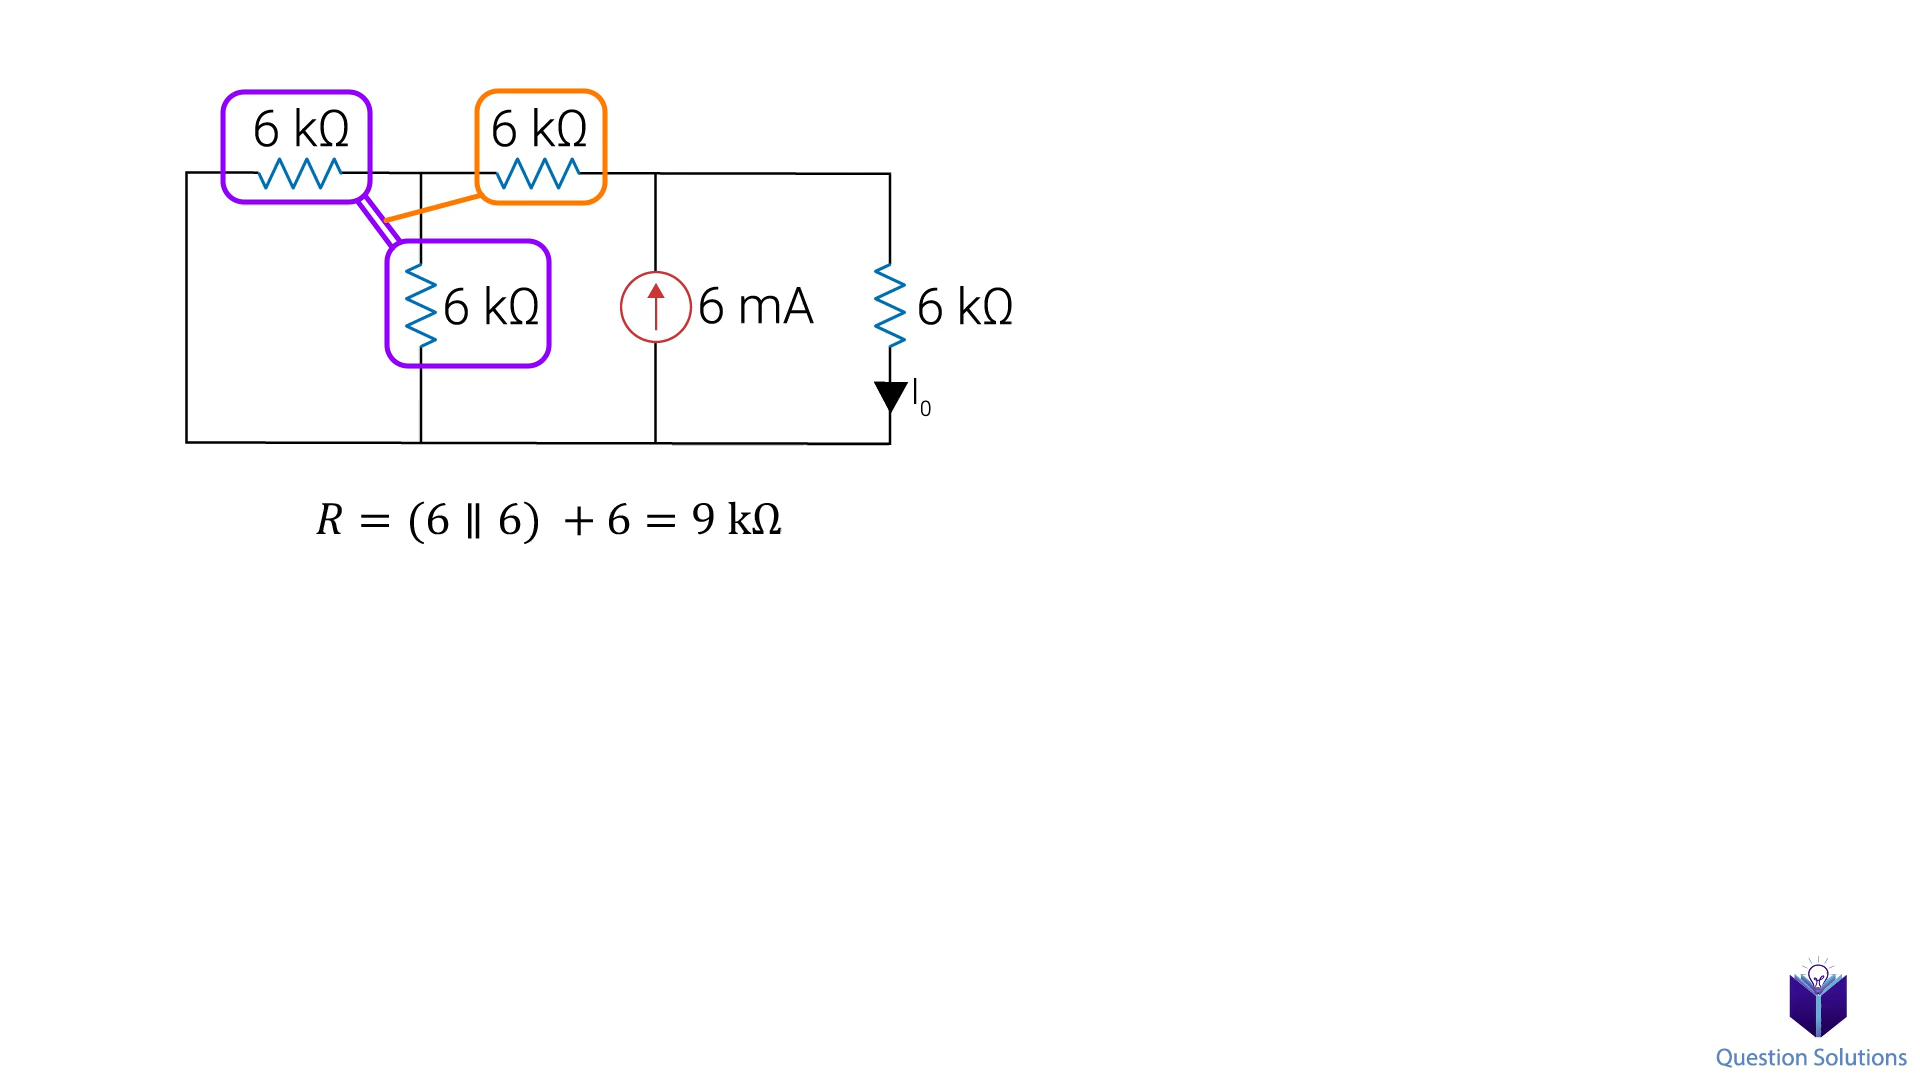 6 kΩ 6 kΩ
6 kΩ 6 mA 6 kΩ
I₀
R = (6 ∥ 6) + 6 = 9 kΩ
Question Solutions